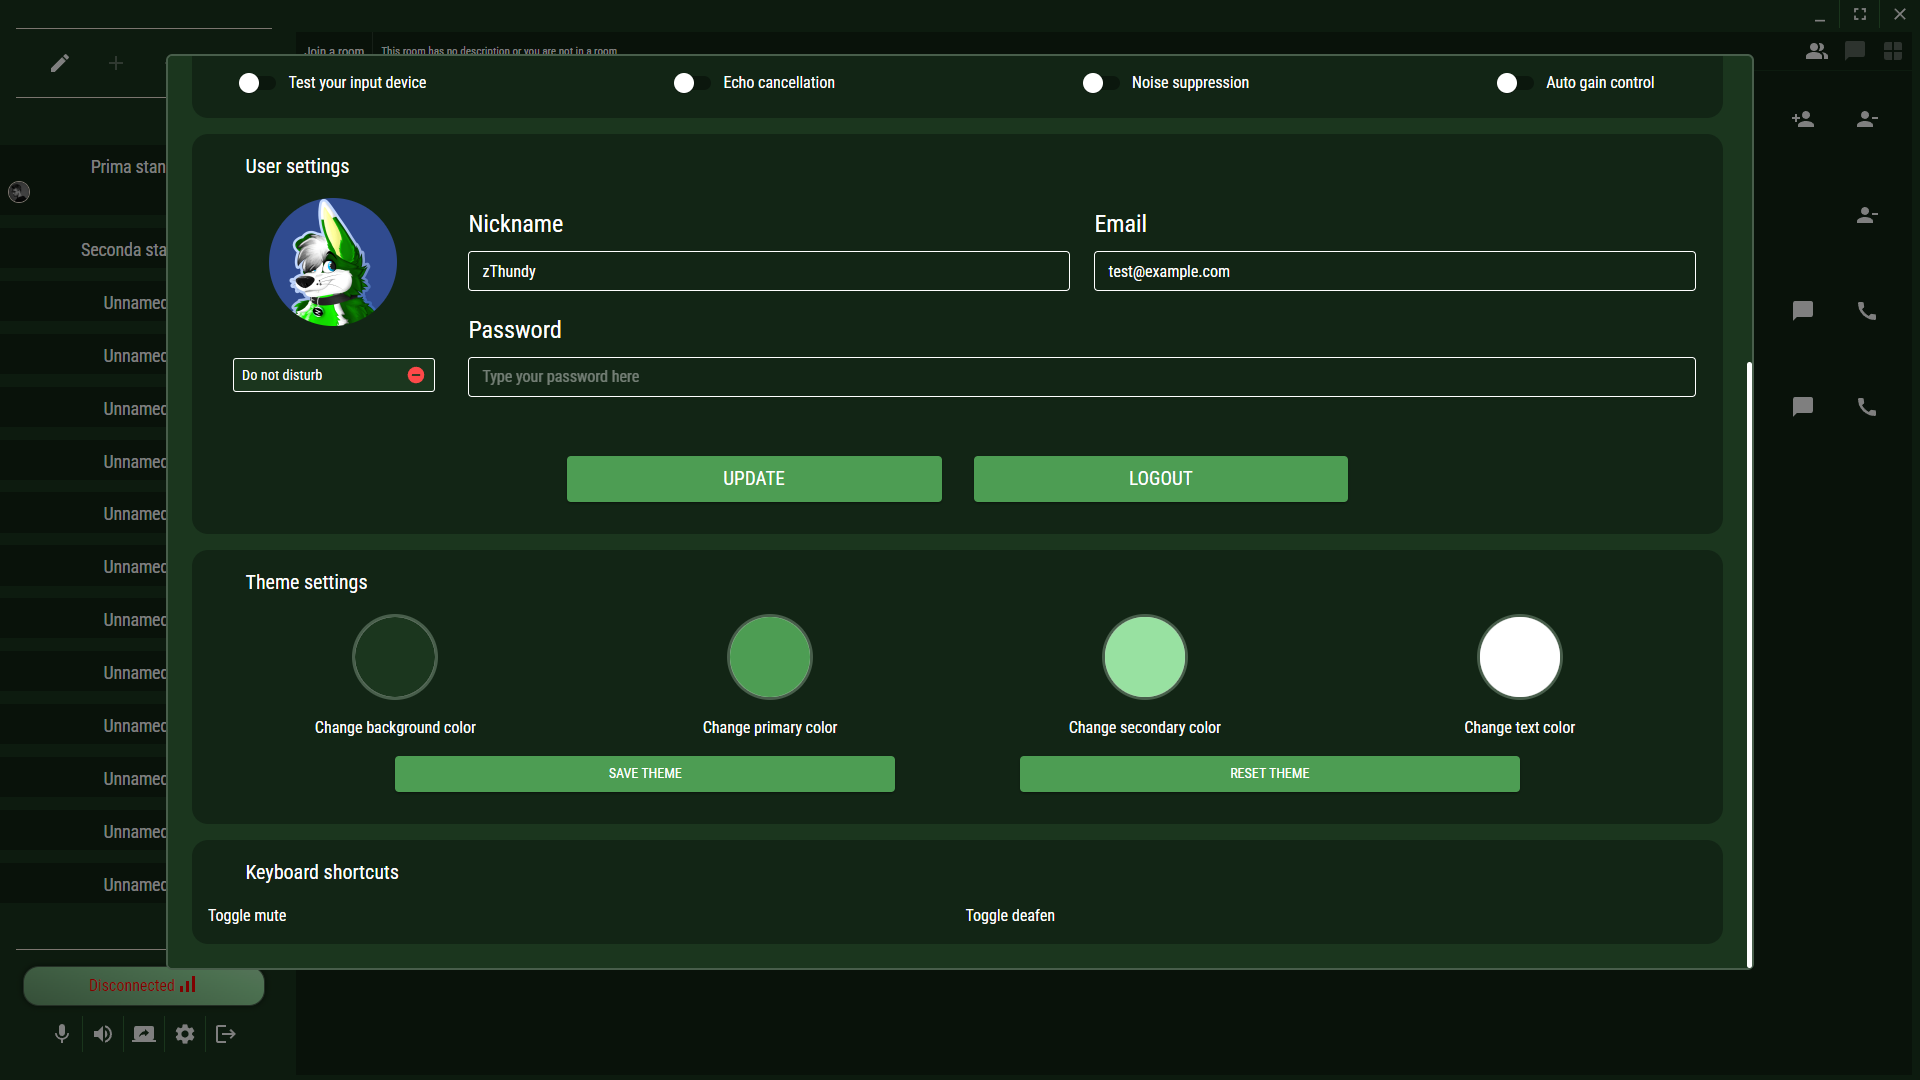 Join a room
This room has no description or you are not in a room
Test your input device
Echo cancellation
Noise suppression
Auto gain control
Prima stan
Seconda sta
Unnamed
Unnamed
Unnamed
Unnamed
Unnamed
Unnamed
Unnamed
Unnamed
Unnamed
Unnamed
Unnamed
Unnamed
User settings
Nickname
zThundy
Email
test@example.com
Password
Type your password here
Do not disturb
UPDATE
LOGOUT
Theme settings
Change background color
Change primary color
Change secondary color
Change text color
SAVE THEME
RESET THEME
Keyboard shortcuts
Toggle mute
Toggle deafen
Disconnected